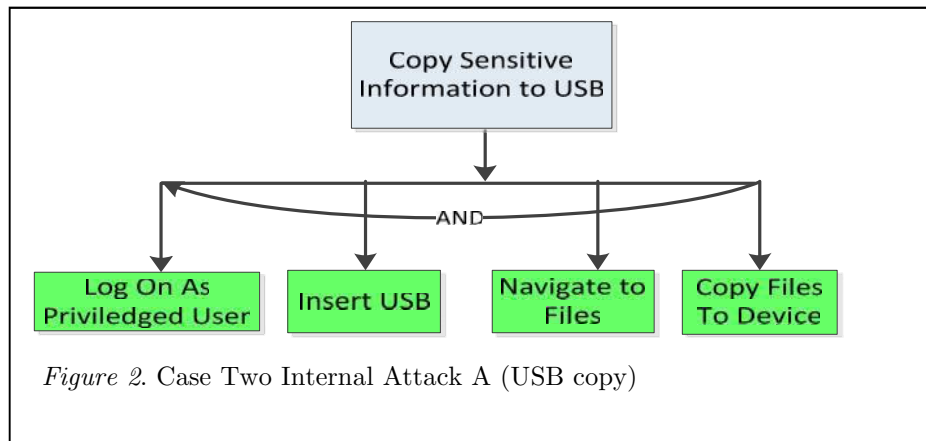 Copy Sensitive
Information to USB
AND
Log On As
Priviledged User
Insert USB
Navigate to
Files
Copy Files
To Device
Figure 2. Case Two Internal Attack A (USB copy)